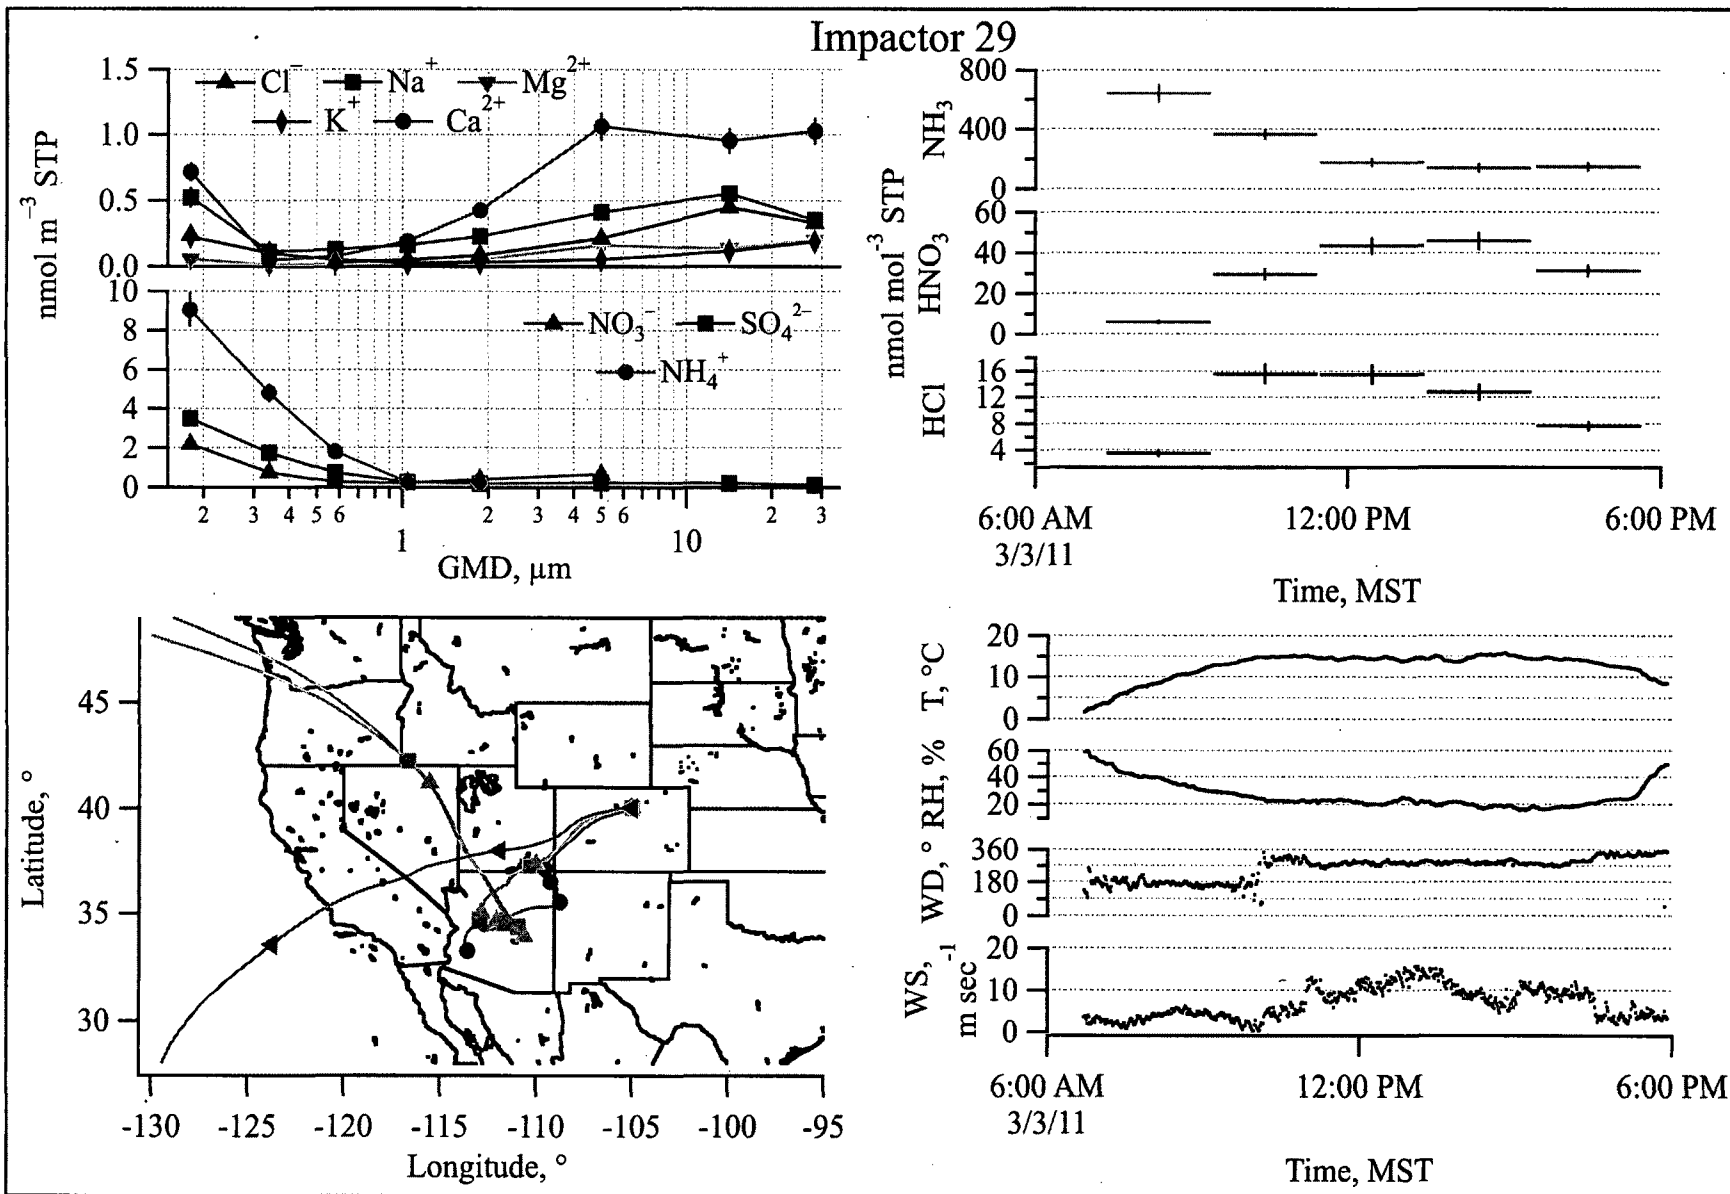 Impactor 29
nmol m⁻³ STP
1.5
1.0
0.5
0.0
Cl⁻ Na⁺ Mg²⁺
K⁺ Ca²⁺
10
8
6
4
2
0
NO₃⁻ SO₄²⁻
NH₄⁺
2 3 4 5 6 2 3 5 6 2 3
1 10
GMD, µm
nmol mol⁻³ STP
NH₃
800
400
0
HNO₃
60
40
20
0
HCl
16
12
8
4
6:00 AM 12:00 PM 6:00 PM
3/3/11
Time, MST
Latitude, °
45
40
35
30
-130 -125 -120 -115 -110 -105 -100 -95
Longitude, °
T, °C
20
10
0
RH, %
60
40
20
WD, °
360
180
0
WS, m sec⁻¹
20
10
0
6:00 AM 12:00 PM 6:00 PM
3/3/11
Time, MST